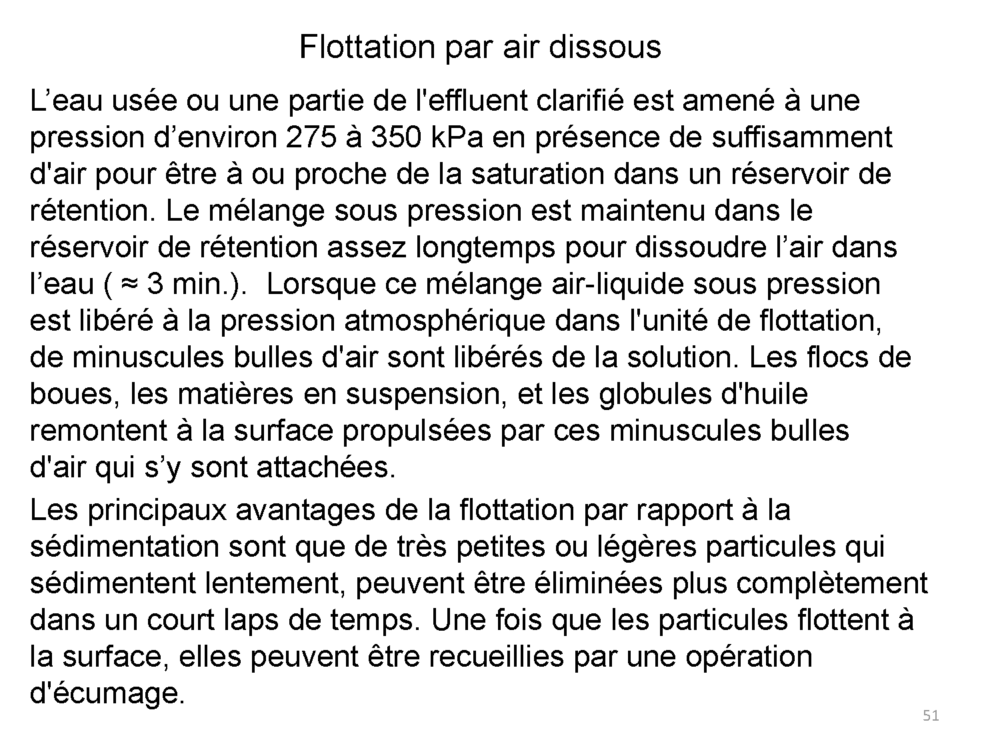 Flottation par air dissous
L’eau usée ou une partie de l'effluent clarifié est amené à une
pression d’environ 275 à 350 kPa en présence de suffisamment
d'air pour être à ou proche de la saturation dans un réservoir de
rétention. Le mélange sous pression est maintenu dans le
réservoir de rétention assez longtemps pour dissoudre l’air dans
l’eau ( ≈ 3 min.). Lorsque ce mélange air-liquide sous pression
est libéré à la pression atmosphérique dans l'unité de flottation,
de minuscules bulles d'air sont libérés de la solution. Les flocs de
boues, les matières en suspension, et les globules d'huile
remontent à la surface propulsées par ces minuscules bulles
d'air qui s’y sont attachées.
Les principaux avantages de la flottation par rapport à la
sédimentation sont que de très petites ou légères particules qui
sédimentent lentement, peuvent être éliminées plus complètement
dans un court laps de temps. Une fois que les particules flottent à
la surface, elles peuvent être recueillies par une opération
d'écumage.
51